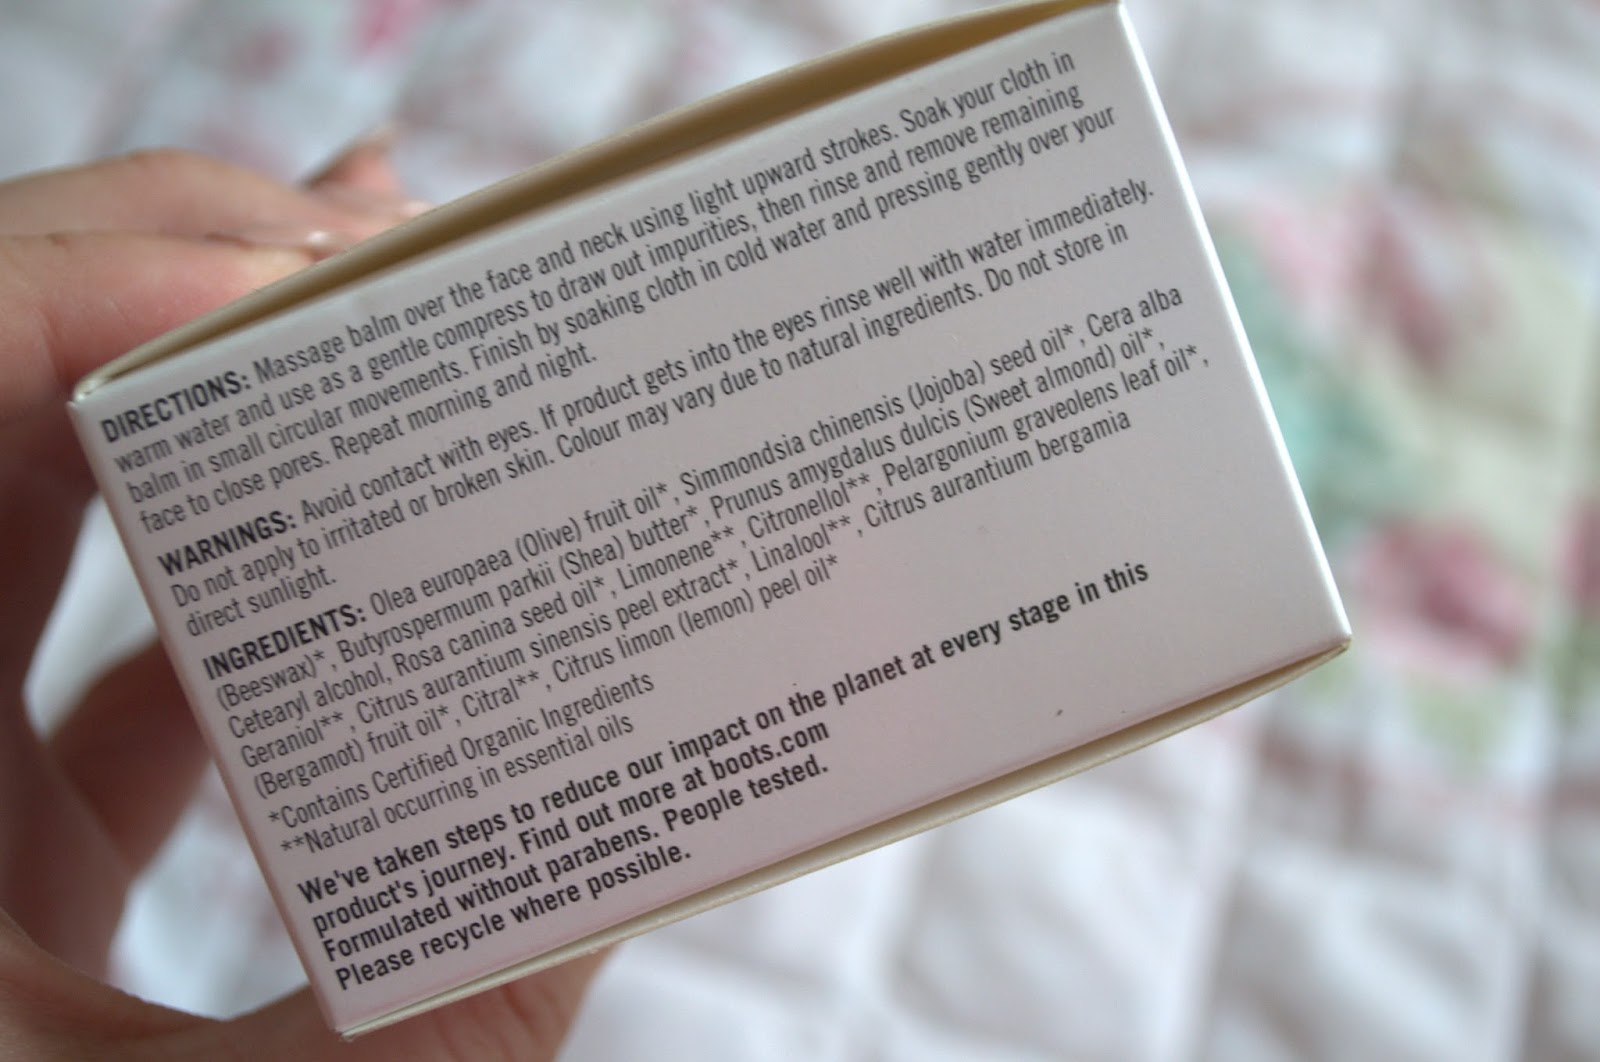 DIRECTIONS: Massage balm over the face and neck using light upward strokes. Soak your cloth in
warm water and use as a gentle compress to draw out impurities, then rinse and remove remaining
balm in small circular movements. Finish by soaking cloth in cold water and pressing gently over your
face to close pores. Repeat morning and night.
WARNINGS: Avoid contact with eyes. If product gets into the eyes rinse well with water immediately.
Do not apply to irritated or broken skin. Colour may vary due to natural ingredients. Do not store in
direct sunlight.
INGREDIENTS: Olea europaea (Olive) fruit oil*, Simmondsia chinensis (Jojoba) seed oil*, Cera alba
(Beeswax)*, Butyrospermum parkii (Shea) butter*, Prunus amygdalus dulcis (Sweet almond) oil*,
Cetearyl alcohol, Rosa canina seed oil*, Limonene**, Citronellol**, Pelargonium graveolens leaf oil*,
Geraniol**, Citrus aurantium sinensis peel extract*, Linalool**, Citrus aurantium bergamia
(Bergamot) fruit oil*, Citral**, Citrus limon (lemon) peel oil*
*Contains Certified Organic Ingredients
**Natural occurring in essential oils
We've taken steps to reduce our impact on the planet at every stage in this
product's journey. Find out more at boots.com
Formulated without parabens. People tested.
Please recycle where possible.